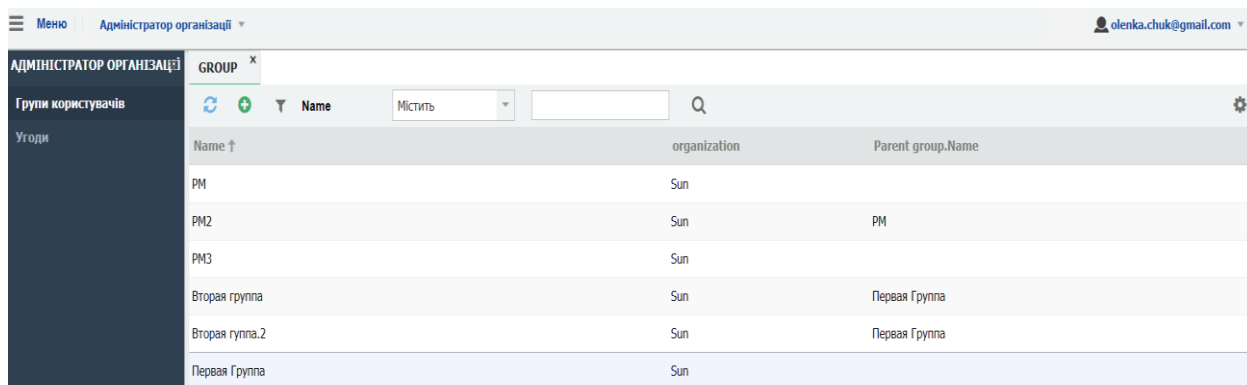 Меню Адміністратор організації olenka.chuk@gmail.com
АДМІНІСТРАТОР ОРГАНІЗАЦІЇ GROUP x
Групи користувачів Name Містить
Угоди
Name ↑ organization Parent group.Name
PM Sun
PM2 Sun PM
PM3 Sun
Вторая группа Sun Первая Группа
Вторая гуппа.2 Sun Первая Группа
Первая Группа Sun